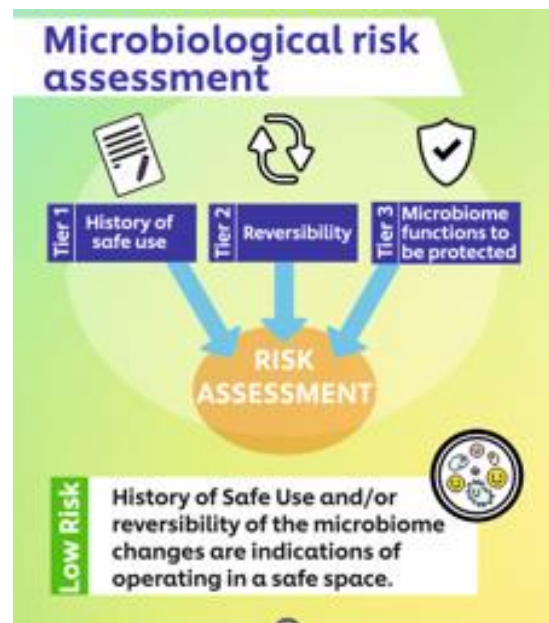 Microbiological risk
assessment
Tier 1
History of
safe use
Tier 2
Reversibility
Tier 3
Microbiome
functions to
be protected
RISK
ASSESSMENT
Low Risk
History of Safe Use and/or
reversibility of the microbiome
changes are indications of
operating in a safe space.